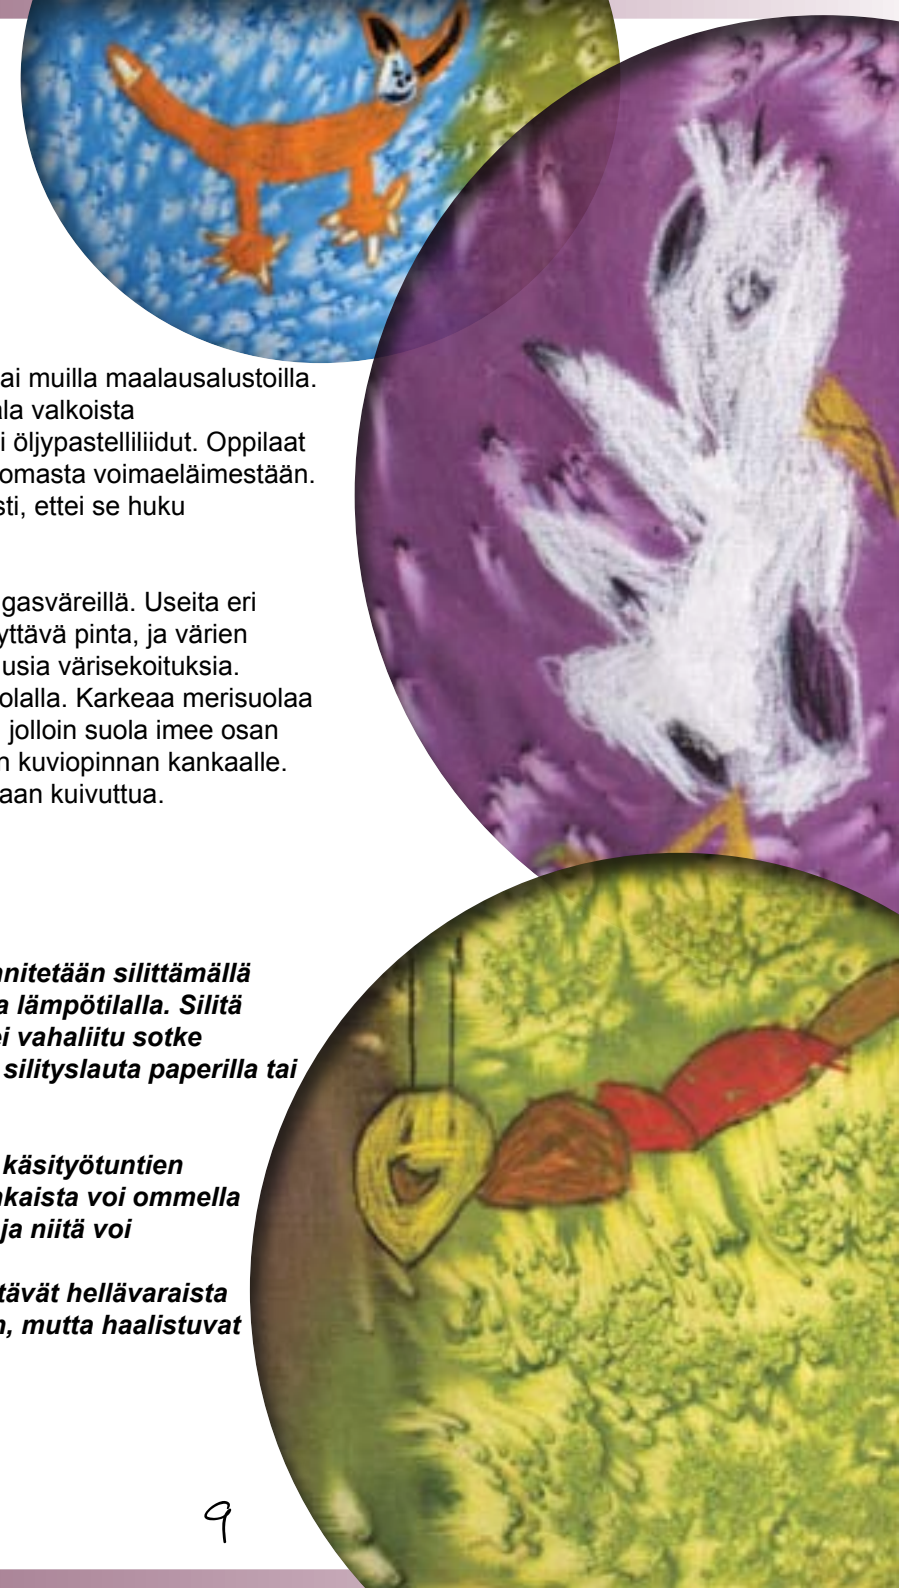 ai muilla maalausalustoilla.
ala valkoista
i öljypastelliliidut. Oppilaat
omasta voimaeläimestään.
sti, ettei se huku
gasväreillä. Useita eri
yttävä pinta, ja värien
usia värisekoituksia.
olalla. Karkeaa merisuolaa
jolloin suola imee osan
n kuviopinnan kankaalle.
aan kuivuttua.
nnitetään silittämällä
a lämpötilalla. Silitä
ei vahaliitu sotke
silityslauta paperilla tai
käsityötuntien
akaista voi ommella
ja niitä voi
tävät hellävaraista
n, mutta haalistuvat
9